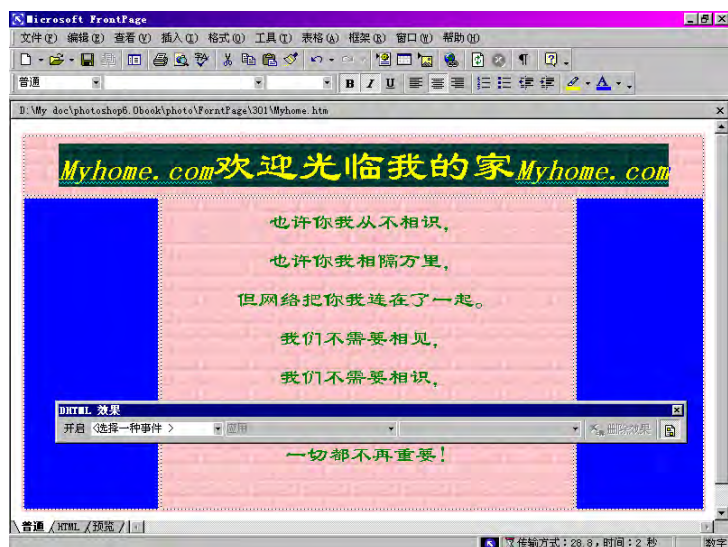 Microsoft FrontPage
文件(F) 编辑(E) 查看(V) 插入(I) 格式(O) 工具(T) 表格(A) 框架(R) 窗口(W) 帮助(H)
普通 B I U A
D:\My doc\photoshop6.0book\photo\ForntPage\301\Myhome.htm
Myhome.com欢迎光临我的家Myhome.com
也许你我从不相识，
也许你我相隔万里，
但网络把你我连在了一起。
我们不需要相见，
我们不需要相识，
DHTML 效果
开启 <选择一种事件 > 应用 删除效果
一切都不再重要！
普通 HTML 预览
传输方式：28.8，时间：2 秒 数字